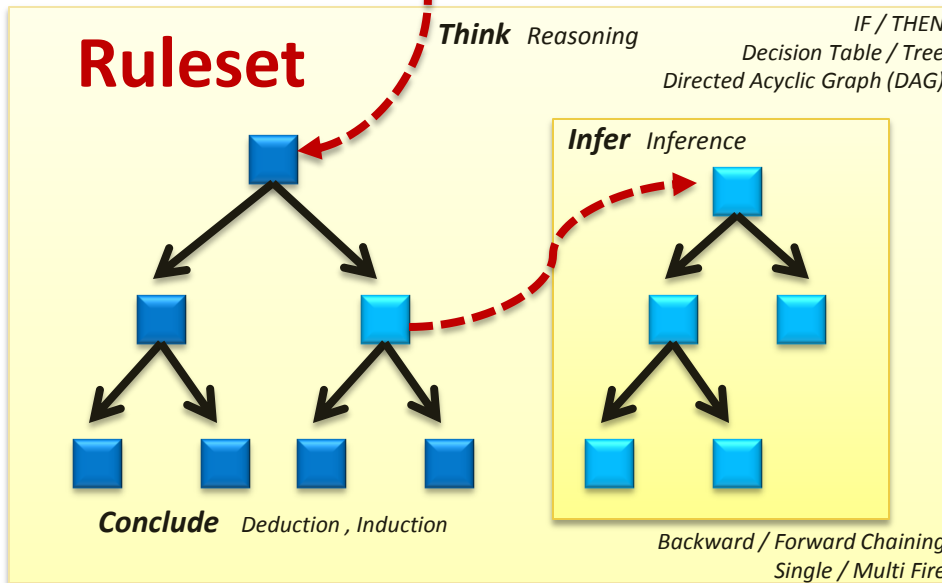 Ruleset
Think Reasoning
IF / THEN
Decision Table / Tree
Directed Acyclic Graph (DAG)
Infer Inference
Conclude Deduction , Induction
Backward / Forward Chaining
Single / Multi Fire